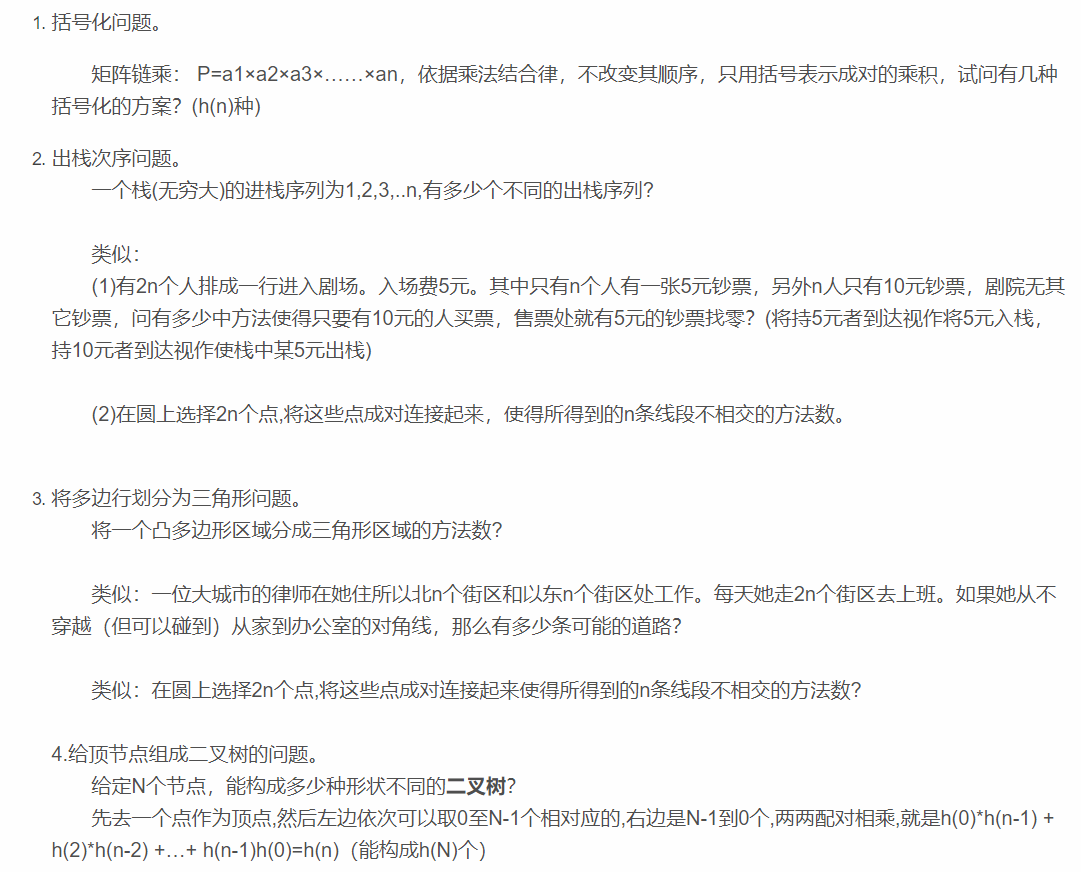 1. 括号化问题。
矩阵链乘： P=a1×a2×a3×……×an，依据乘法结合律，不改变其顺序，只用括号表示成对的乘积，试问有几种
括号化的方案？(h(n)种)
2. 出栈次序问题。
一个栈(无穷大)的进栈序列为1,2,3,..n,有多少个不同的出栈序列?
类似：
(1)有2n个人排成一行进入剧场。入场费5元。其中只有n个人有一张5元钞票，另外n人只有10元钞票，剧院无其
它钞票，问有多少中方法使得只要有10元的人买票，售票处就有5元的钞票找零？(将持5元者到达视作将5元入栈，
持10元者到达视作使栈中某5元出栈)
(2)在圆上选择2n个点,将这些点成对连接起来，使得所得到的n条线段不相交的方法数。
3. 将多边行划分为三角形问题。
将一个凸多边形区域分成三角形区域的方法数?
类似：一位大城市的律师在她住所以北n个街区和以东n个街区处工作。每天她走2n个街区去上班。如果她从不
穿越（但可以碰到）从家到办公室的对角线，那么有多少条可能的道路?
类似：在圆上选择2n个点,将这些点成对连接起来使得所得到的n条线段不相交的方法数?
4.给顶节点组成二叉树的问题。
给定N个节点，能构成多少种形状不同的二叉树?
先去一个点作为顶点,然后左边依次可以取0至N-1个相对应的,右边是N-1到0个,两两配对相乘,就是h(0)*h(n-1) +
h(2)*h(n-2) +…+ h(n-1)h(0)=h(n)（能构成h(N)个）